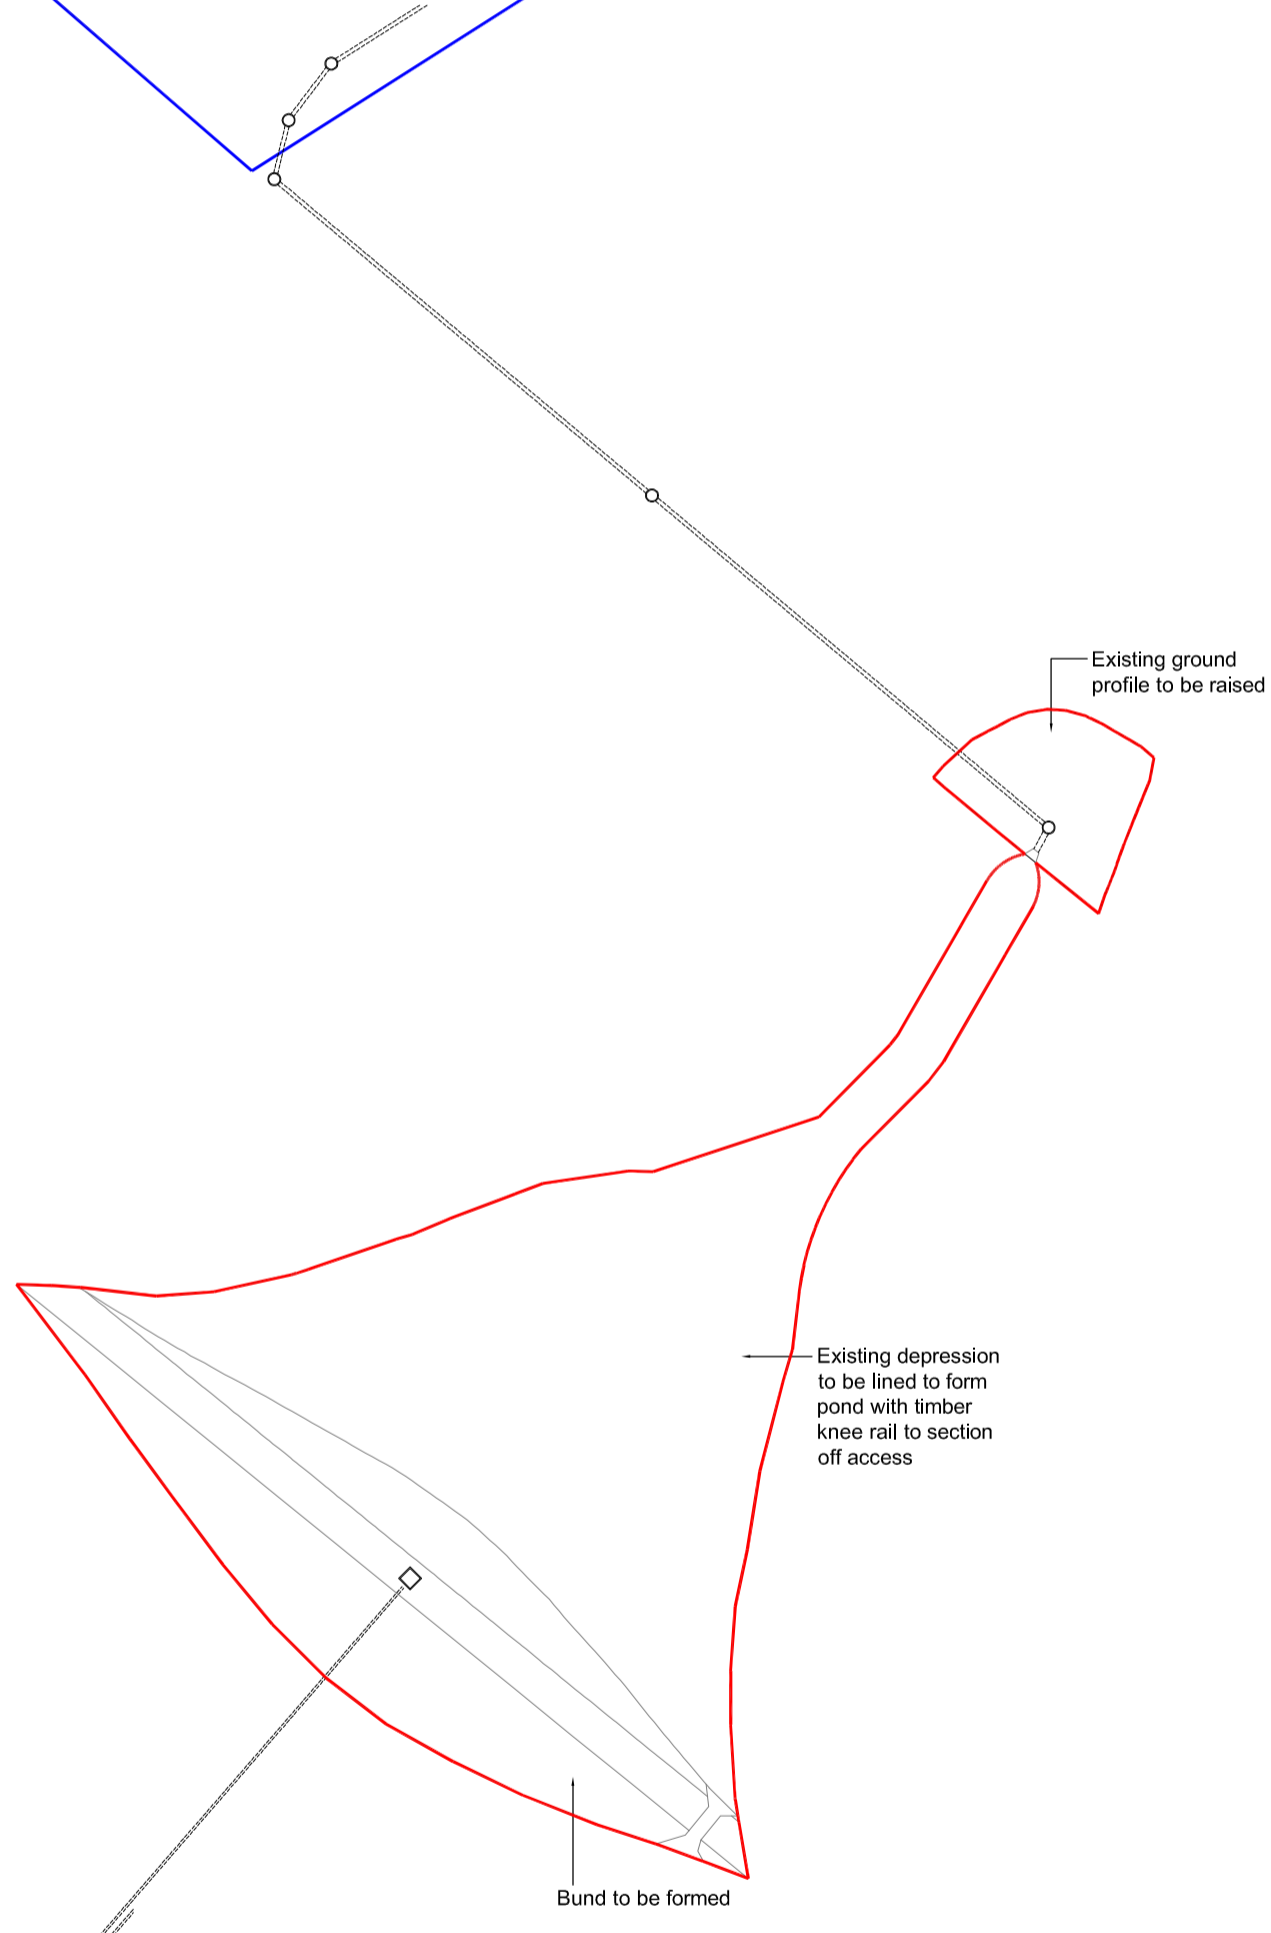 Existing ground
profile to be raised
Existing depression
to be lined to form
pond with timber
knee rail to section
off access
Bund to be formed